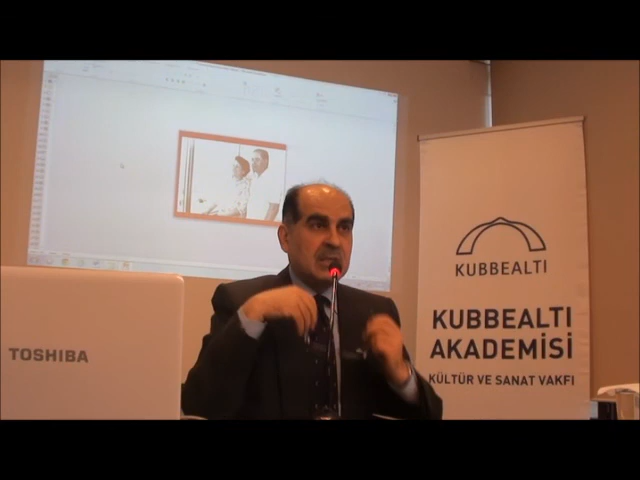 TOSHIBA
KUBBEALTI
KUBBEALTI
AKADEMİSİ
KÜLTÜR VE SANAT VAKFI